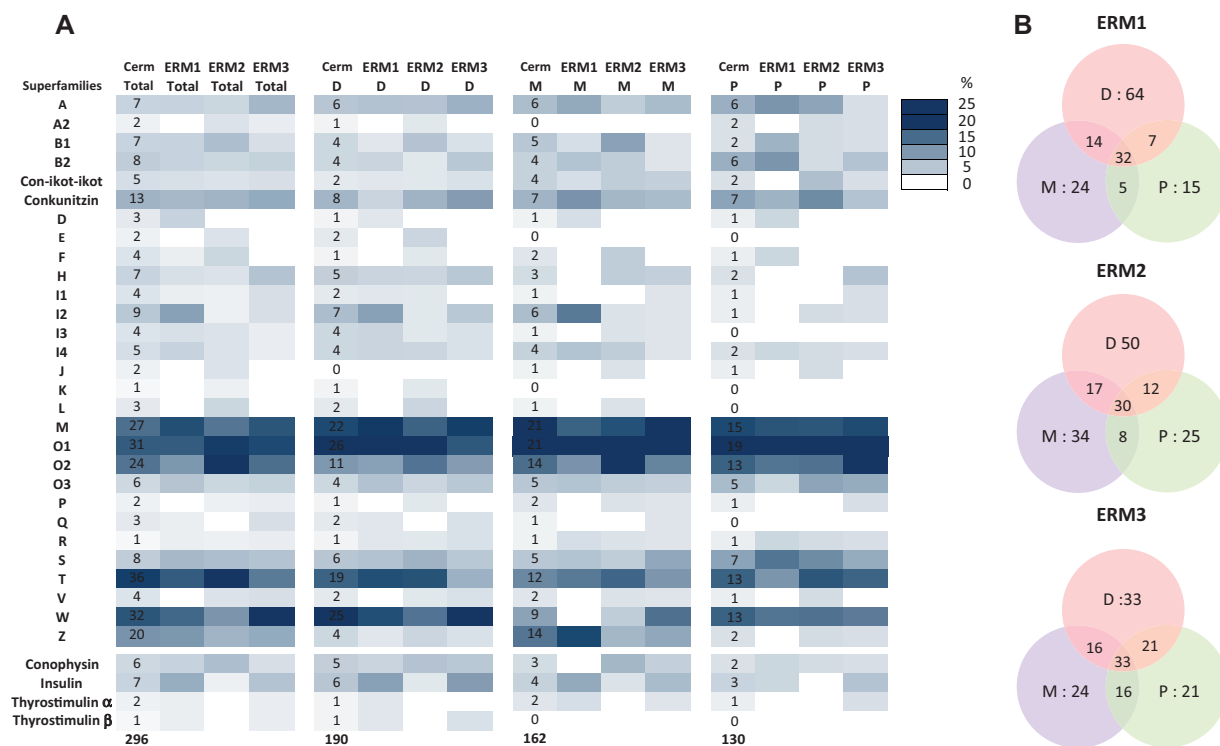 A
Cerm ERM1 ERM2 ERM3 Cerm ERM1 ERM2 ERM3 Cerm ERM1 ERM2 ERM3 Cerm ERM1 ERM2 ERM3
Superfamilies Total Total Total Total D D D D M M M M P P P P
A 7 6 6 6
A2 2 1 0 2
B1 7 4 5 2
B2 8 4 4 6
Con-ikot-ikot 5 2 4 2
Conkunitzin 13 8 7 7
D 3 1 1 1
E 2 2 0 0
F 4 1 2 1
H 7 5 3 2
I1 4 2 1 1
I2 9 7 6 1
I3 4 4 1 0
I4 5 4 4 2
J 2 0 1 1
K 1 1 0 0
L 3 2 1 0
M 27 22 21 15
O1 31 26 21 19
O2 24 11 14 13
O3 6 4 5 5
P 2 1 2 1
Q 3 2 1 0
R 1 1 1 1
S 8 6 5 7
T 36 19 12 13
V 4 2 2 1
W 32 25 9 13
Z 20 4 14 2
Conophysin 6 5 3 2
Insulin 7 6 4 3
Thyrostimulin α 2 1 2 1
Thyrostimulin β 1 1 0 0
296 190 162 130
%
25
20
15
10
5
0
B
ERM1
D : 64
14 7
32
M : 24 5 P : 15
ERM2
D 50
17 12
30
M : 34 8 P : 25
ERM3
D :33
16 21
33
M : 24 16 P : 21